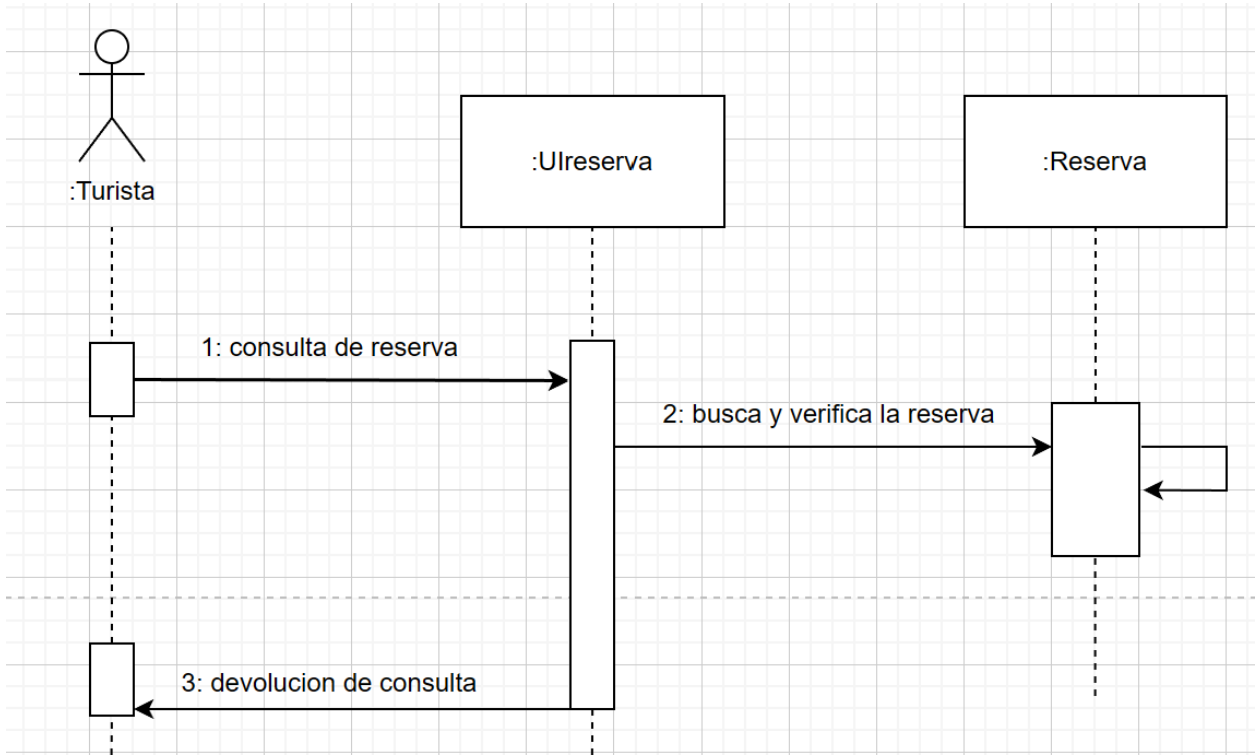 :Turista
:UIreserva
:Reserva
1: consulta de reserva
2: busca y verifica la reserva
3: devolucion de consulta